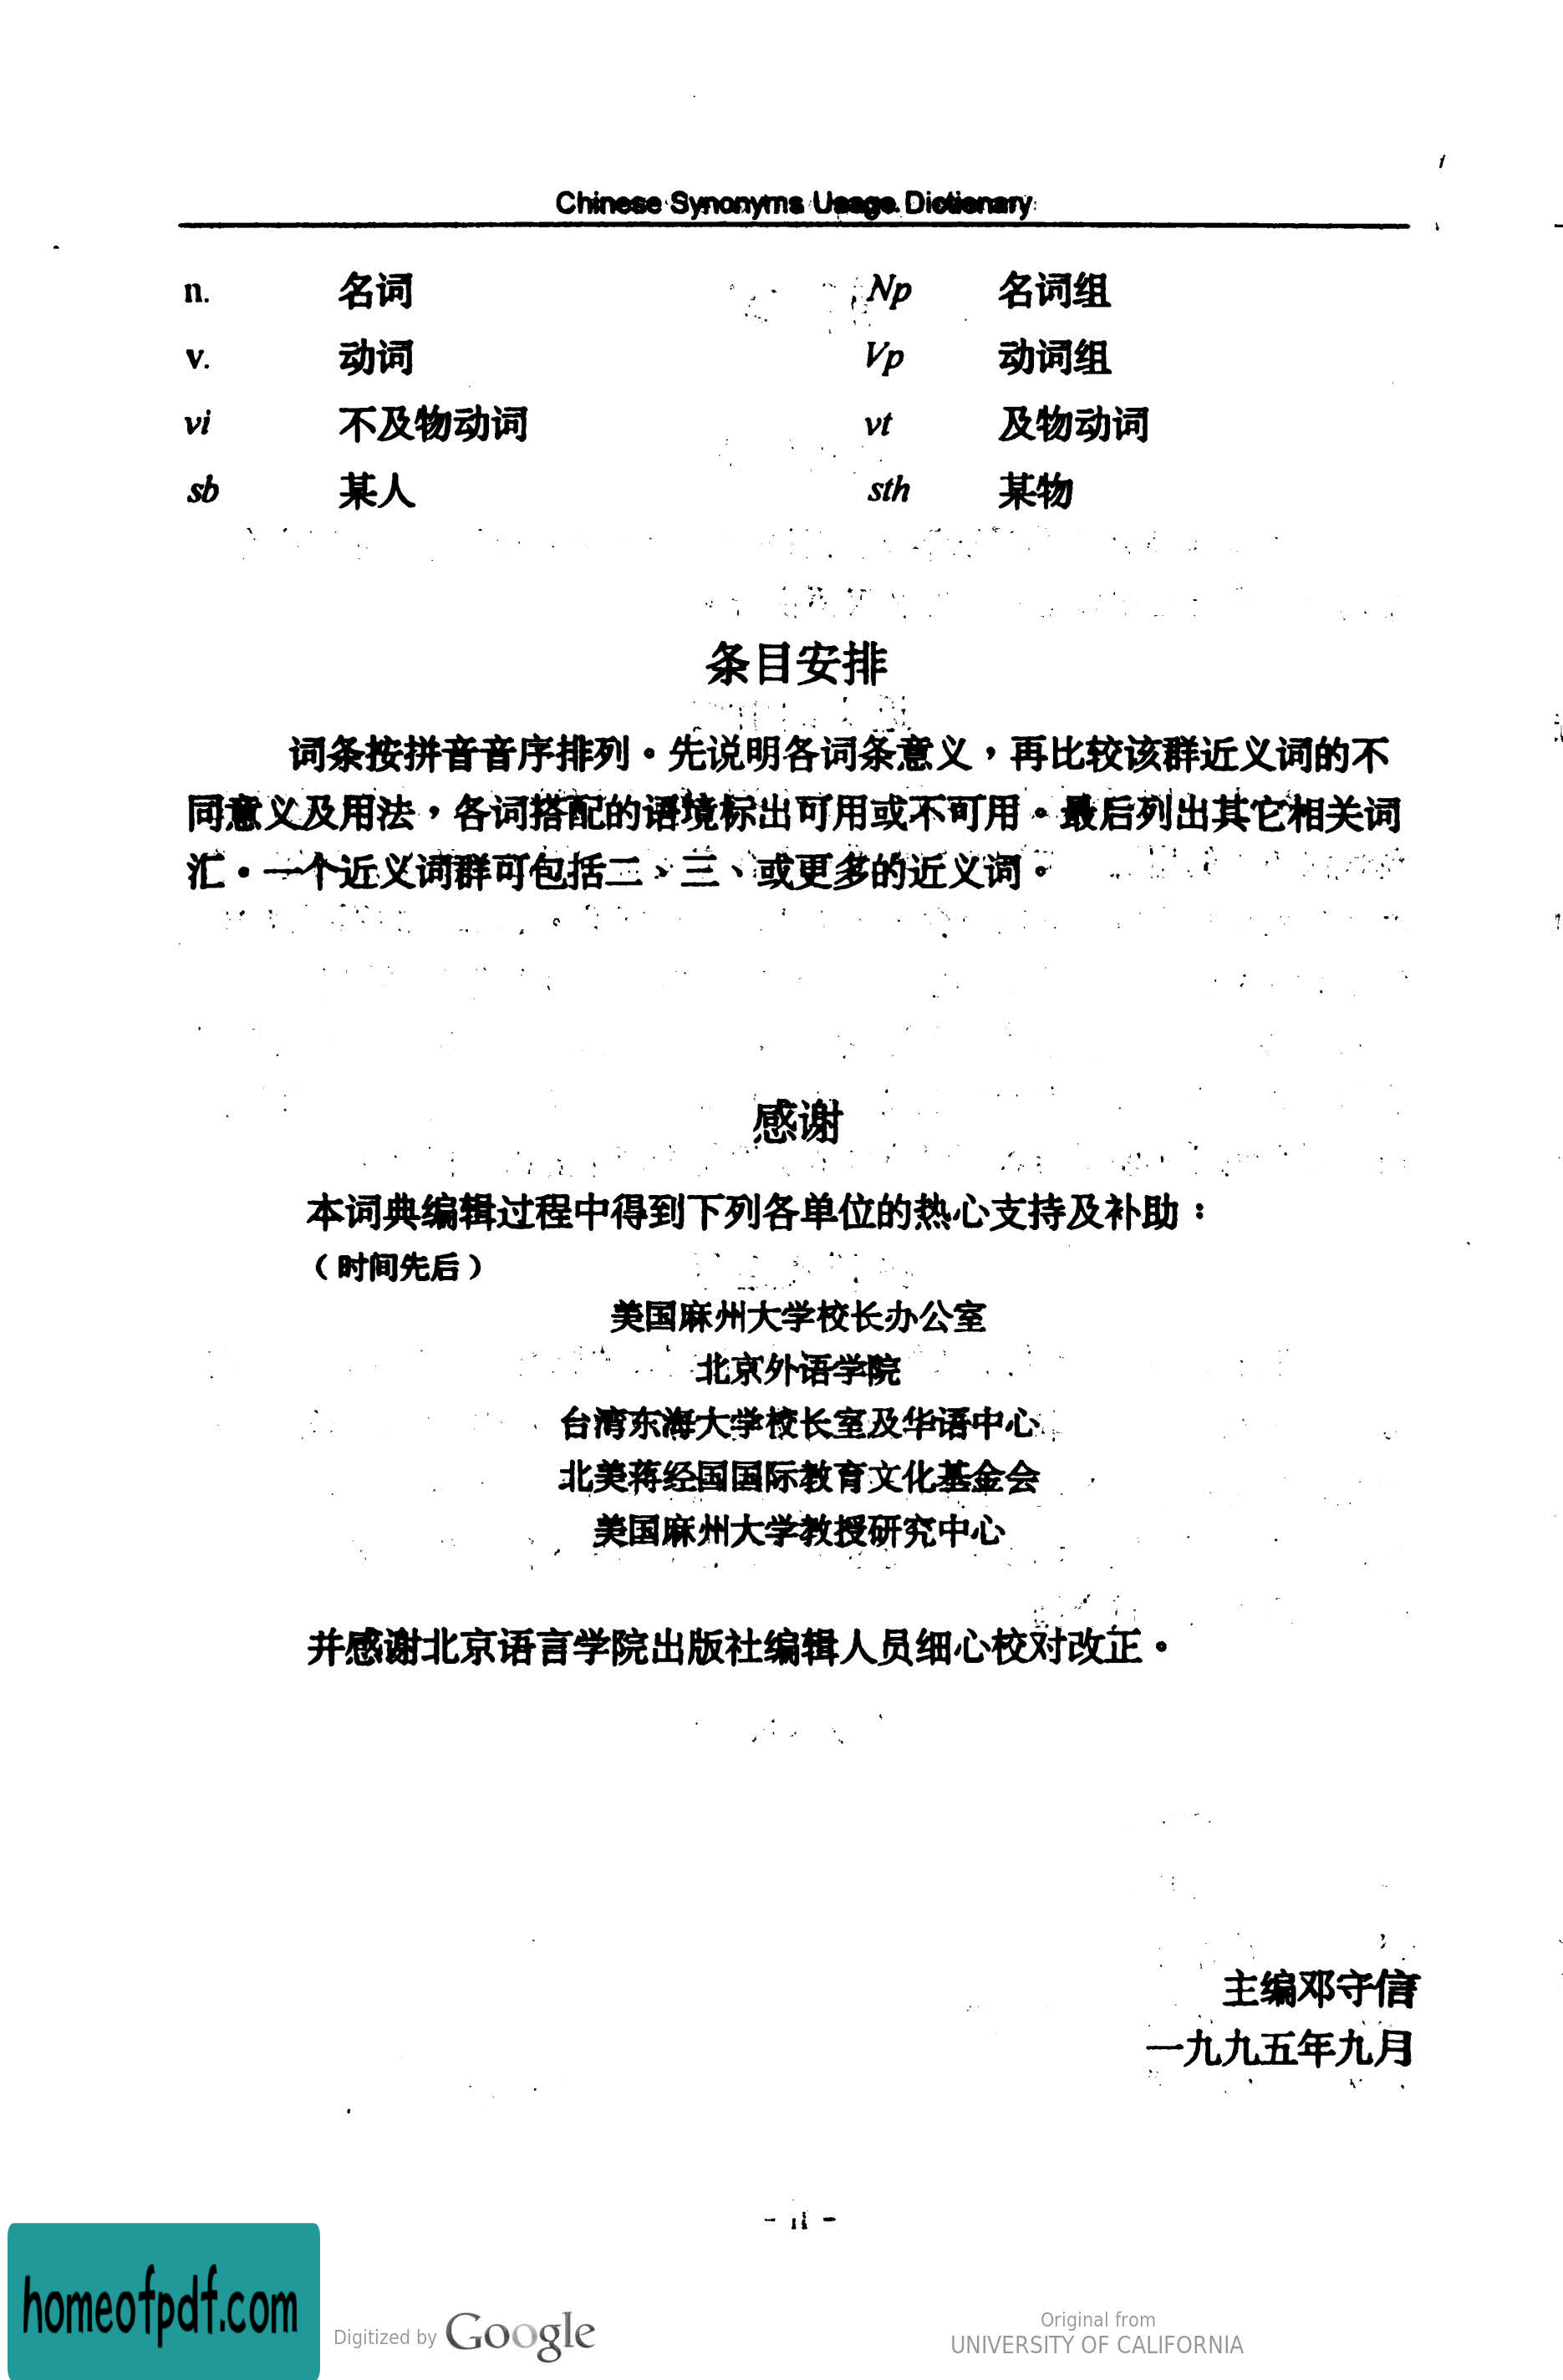 Chinese Synonyms Usage Dictionary
n. 名词 Np 名词组
v. 动词 Vp 动词组
vi 不及物动词 vt 及物动词
sb 某人 sth 某物
条目安排
词条按拼音音序排列。先说明各词条意义，再比较该群近义词的不
同意义及用法，各词搭配的语境标出可用或不可用。最后列出其它相关词
汇。一个近义词群可包括二、三、或更多的近义词。
感谢
本词典编辑过程中得到下列各单位的热心支持及补助：
（时间先后）
美国麻州大学校长办公室
北京外语学院
台湾东海大学校长室及华语中心
北美蒋经国国际教育文化基金会
美国麻州大学教授研究中心
并感谢北京语言学院出版社编辑人员细心校对改正。
主编邓守信
一九九五年九月
- ii -
homeofpdf.com
Digitized by Google
Original from
UNIVERSITY OF CALIFORNIA